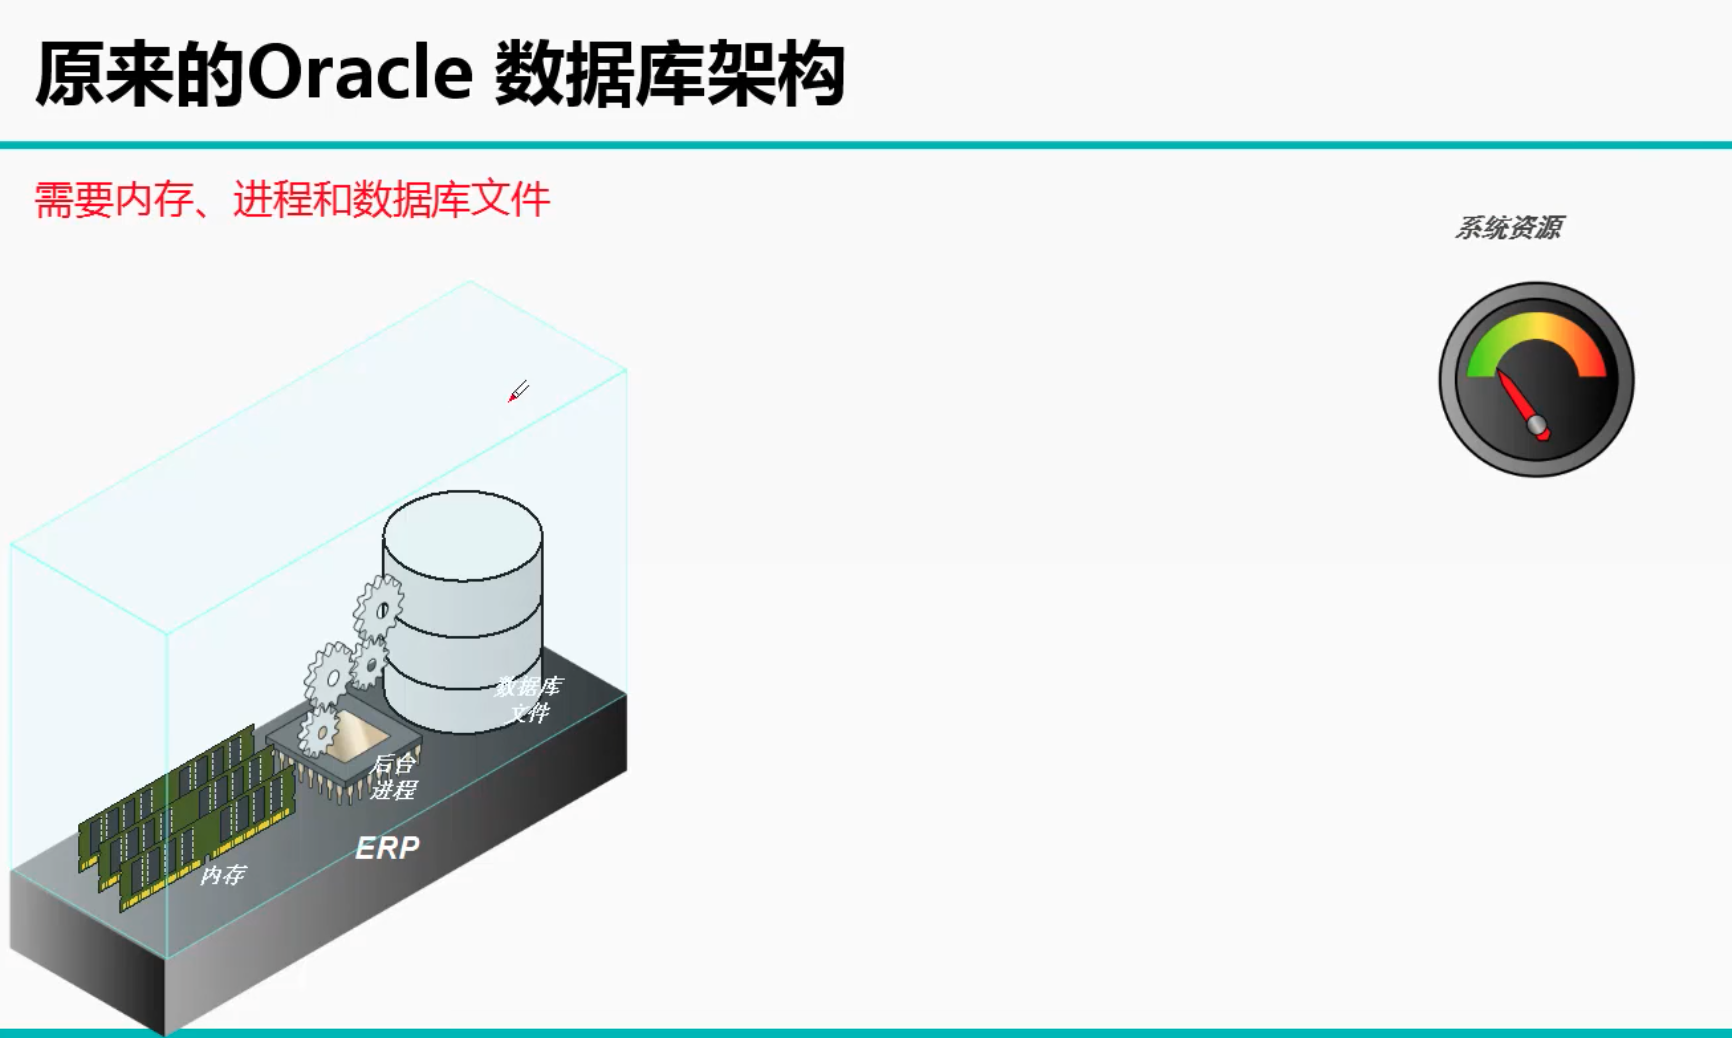 原来的Oracle 数据库架构
需要内存、进程和数据库文件
系统资源
数据库
文件
后台
进程
ERP
内存